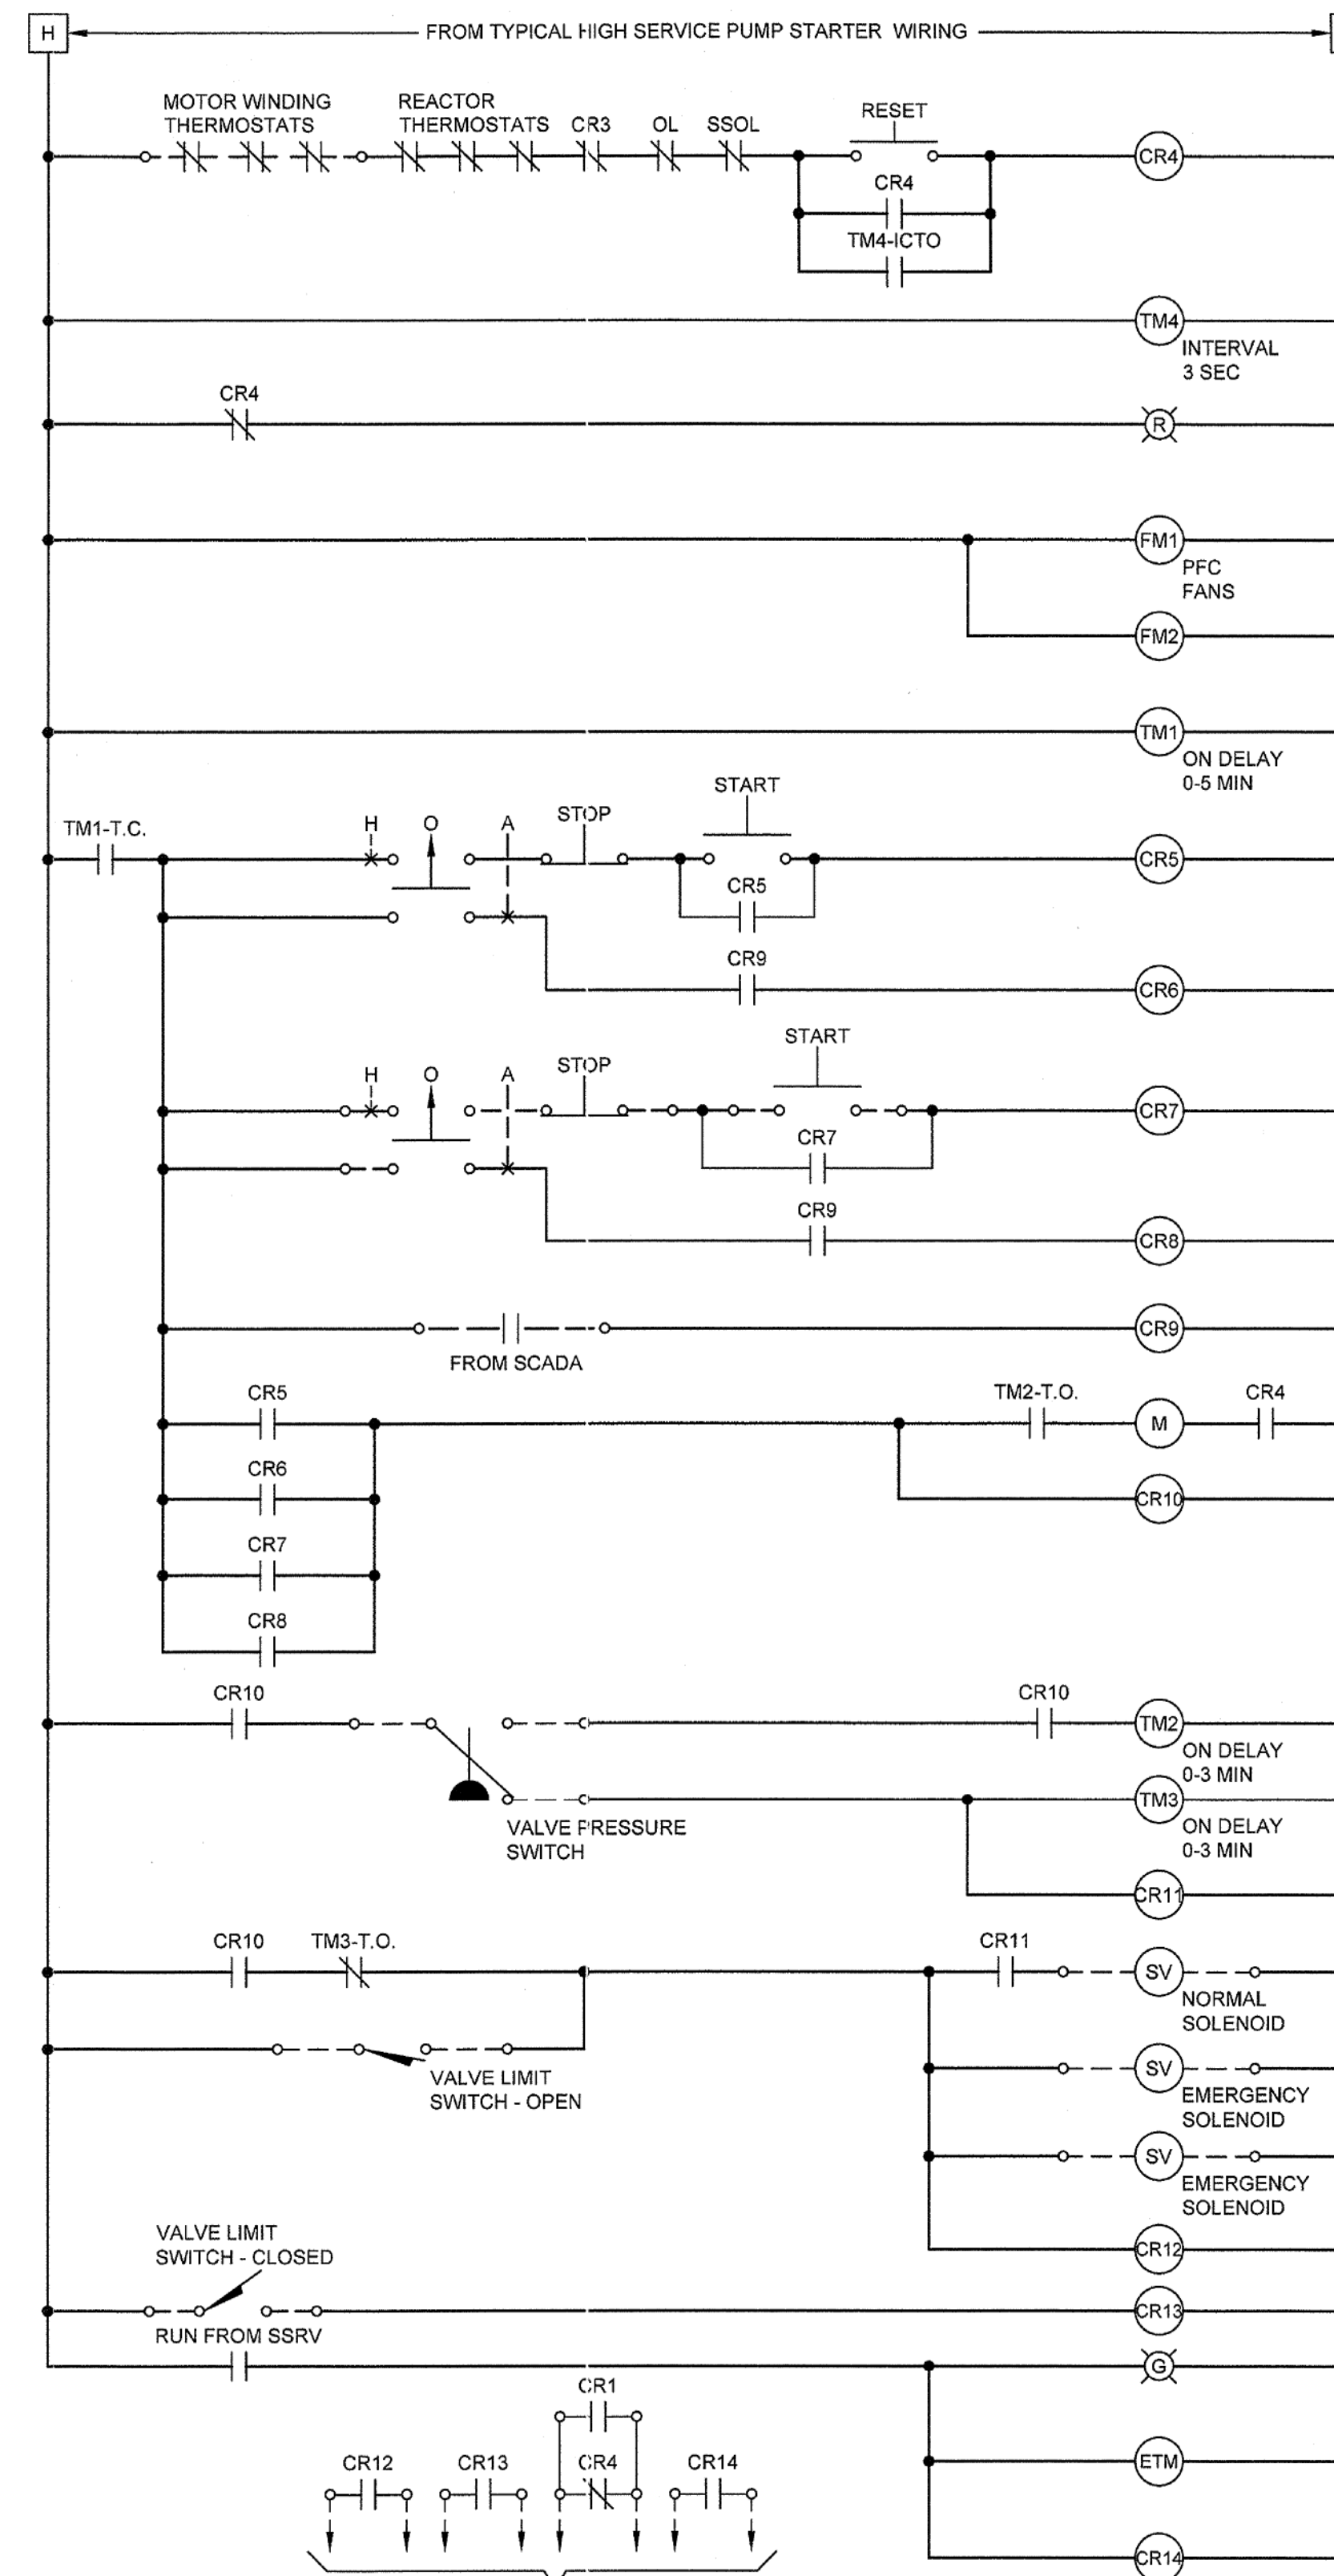 H
FROM TYPICAL HIGH SERVICE PUMP STARTER WIRING
MOTOR WINDING
THERMOSTATS
REACTOR
THERMOSTATS
CR3
OL
SSOL
RESET
CR4
CR4
TM4-ICTO
TM4
INTERVAL
3 SEC
CR4
R
FM1
PFC
FANS
FM2
TM1
ON DELAY
0-5 MIN
TM1-T.C.
H
O
A
STOP
START
CR5
CR5
CR9
CR6
H
O
A
STOP
START
CR7
CR7
CR9
CR8
FROM SCADA
CR9
CR5
TM2-T.O.
M
CR4
CR6
CR10
CR7
CR8
CR10
CR10
TM2
ON DELAY
0-3 MIN
VALVE PRESSURE
SWITCH
TM3
ON DELAY
0-3 MIN
CR11
CR10
TM3-T.O.
CR11
SV
NORMAL
SOLENOID
VALVE LIMIT
SWITCH - OPEN
SV
EMERGENCY
SOLENOID
SV
EMERGENCY
SOLENOID
CR12
VALVE LIMIT
SWITCH - CLOSED
CR13
RUN FROM SSRV
G
CR1
CR12
CR13
CR4
CR14
ETM
CR14